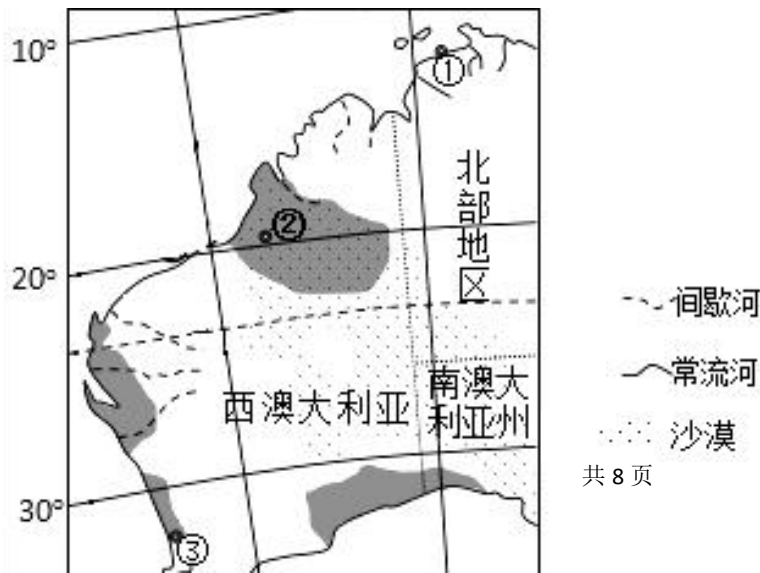 10°
①
北部地区
②
20°
间歇河
常流河
西澳大利亚
南澳大
利亚州
沙漠
共 8 页
30°
③